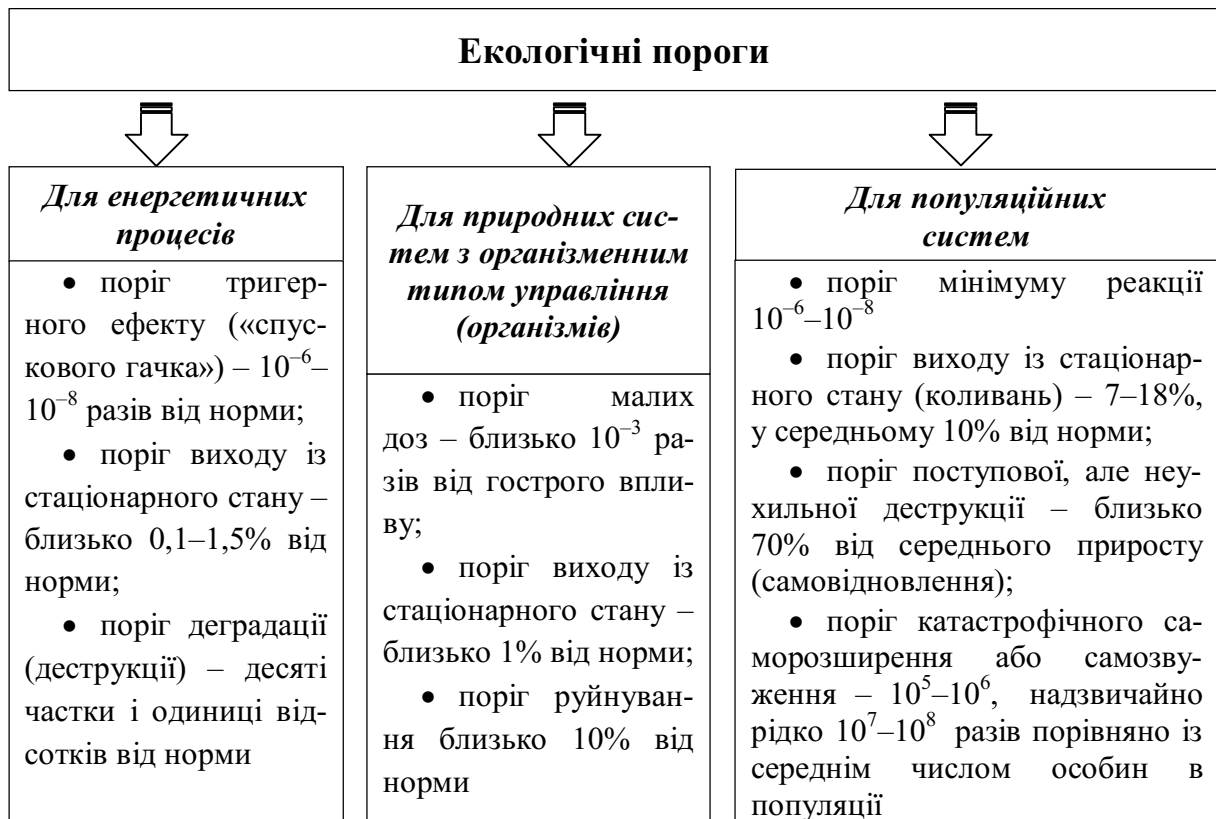 Екологічні пороги
Для енергетичних
процесів
• поріг тригер-
ного ефекту («спус-
кового гачка») – 10⁻⁶–
10⁻⁸ разів від норми;
• поріг виходу із
стаціонарного стану –
близько 0,1–1,5% від
норми;
• поріг деградації
(деструкції) – десяті
частки і одиниці від-
сотків від норми
Для природних сис-
тем з організменним
типом управління
(організмів)
• поріг малих
доз – близько 10⁻³ ра-
зів від гострого впли-
ву;
• поріг виходу із
стаціонарного стану –
близько 1% від норми;
• поріг руйнуван-
ня близько 10% від
норми
Для популяційних
систем
• поріг мінімуму реакції
10⁻⁶–10⁻⁸
• поріг виходу із стаціонар-
ного стану (коливань) – 7–18%,
у середньому 10% від норми;
• поріг поступової, але неу-
хильної деструкції – близько
70% від середнього приросту
(самовідновлення);
• поріг катастрофічного са-
морозширення або самозву-
ження – 10⁵–10⁶, надзвичайно
рідко 10⁷–10⁸ разів порівняно із
середнім числом особин в
популяції